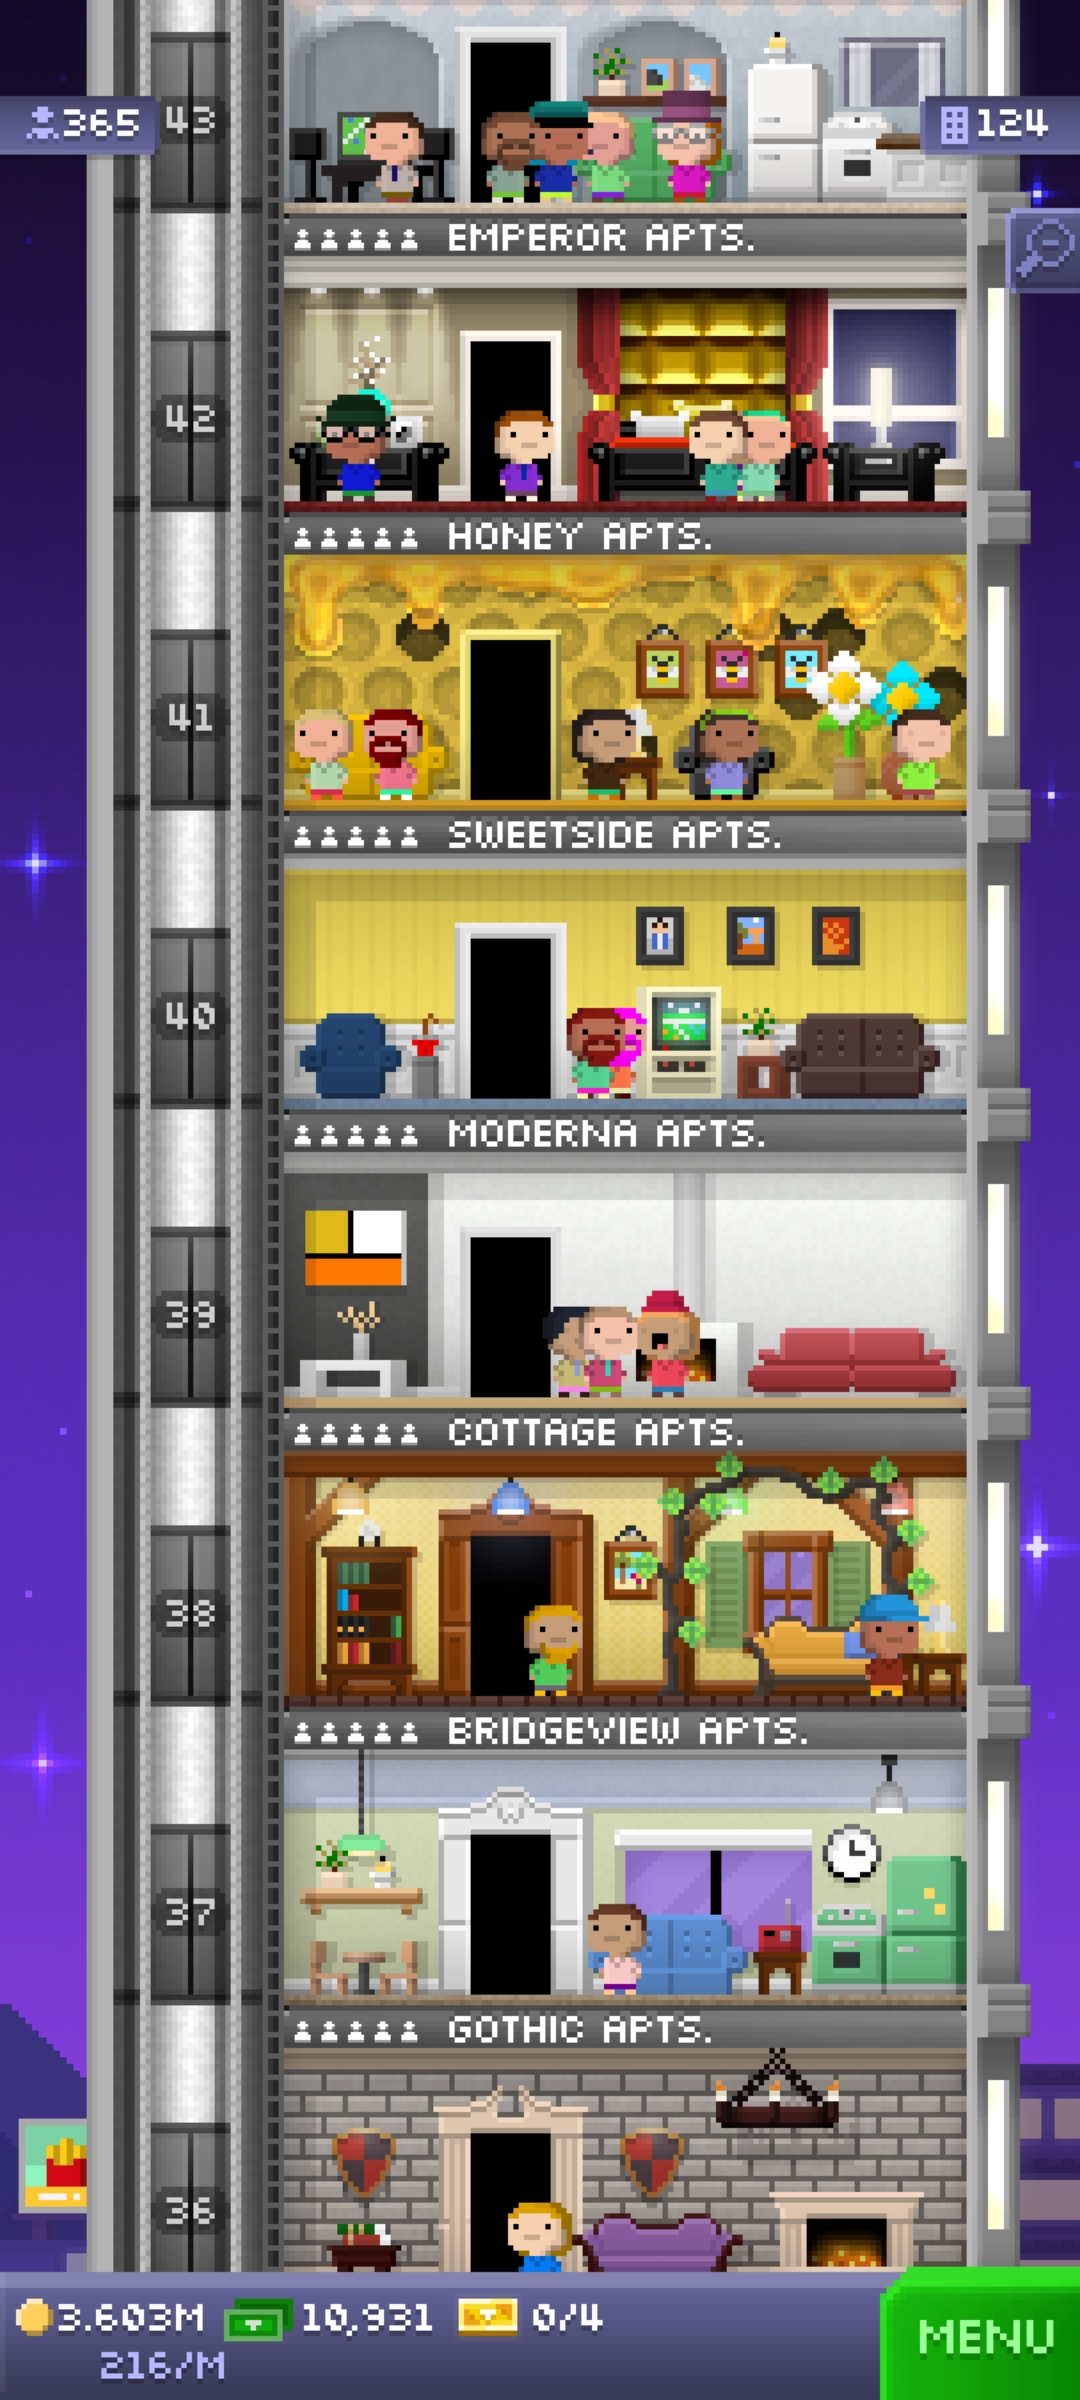 365
43
124
EMPEROR APTS.
42
HONEY APTS.
41
SWEETSIDE APTS.
40
MODERNA APTS.
39
COTTAGE APTS.
38
BRIDGEVIEW APTS.
37
GOTHIC APTS.
36
3.603M 10,931 0/4
216/M
MENU